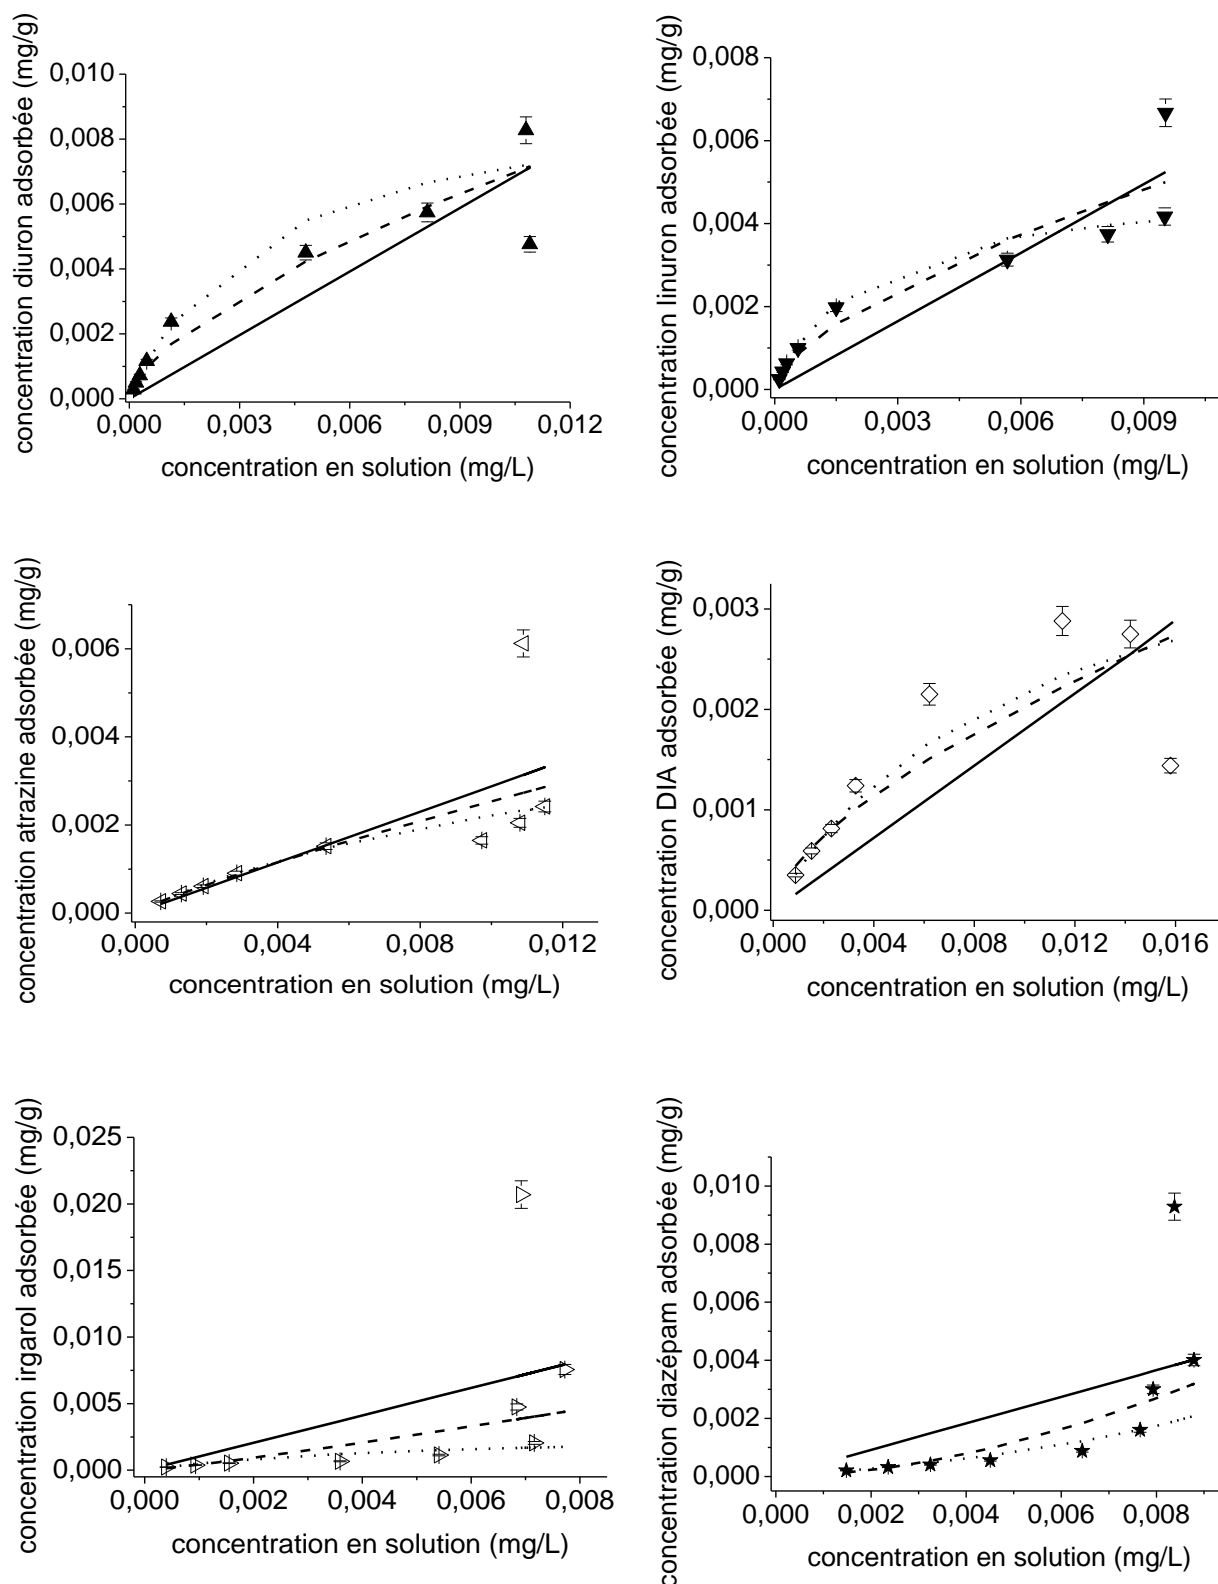 concentration diuron adsorbée (mg/g)
0,010
0,008
0,006
0,004
0,002
0,000
0,000 0,003 0,006 0,009 0,012
concentration en solution (mg/L)
concentration linuron adsorbée (mg/g)
0,008
0,006
0,004
0,002
0,000
0,000 0,003 0,006 0,009
concentration en solution (mg/L)
concentration atrazine adsorbée (mg/g)
0,006
0,004
0,002
0,000
0,000 0,004 0,008 0,012
concentration en solution (mg/L)
concentration DIA adsorbée (mg/g)
0,003
0,002
0,001
0,000
0,000 0,004 0,008 0,012 0,016
concentration en solution (mg/L)
concentration irgarol adsorbée (mg/g)
0,025
0,020
0,015
0,010
0,005
0,000
0,000 0,002 0,004 0,006 0,008
concentration en solution (mg/L)
concentration diazépam adsorbée (mg/g)
0,010
0,008
0,006
0,004
0,002
0,000
0,000 0,002 0,004 0,006 0,008
concentration en solution (mg/L)